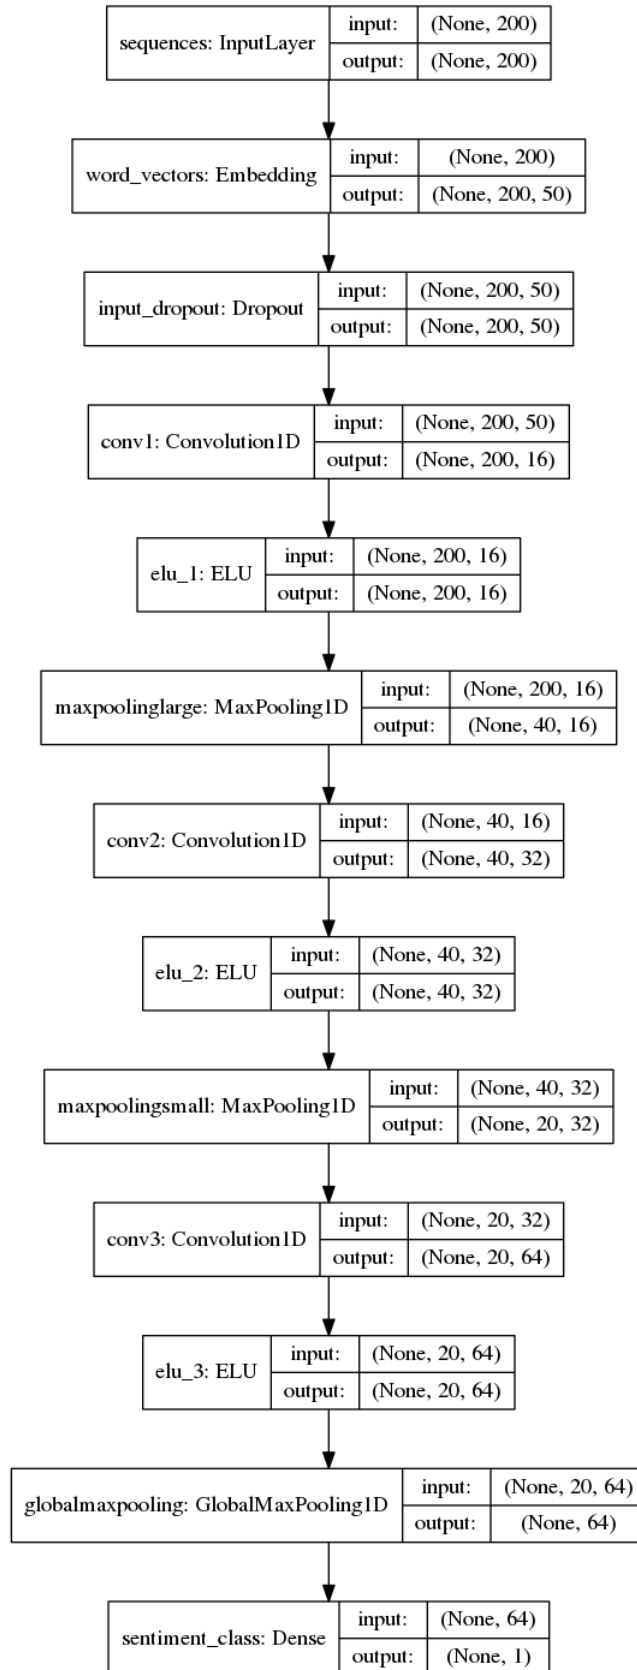 sequences: InputLayer
input: (None, 200)
output: (None, 200)
word_vectors: Embedding
input: (None, 200)
output: (None, 200, 50)
input_dropout: Dropout
input: (None, 200, 50)
output: (None, 200, 50)
conv1: Convolution1D
input: (None, 200, 50)
output: (None, 200, 16)
elu_1: ELU
input: (None, 200, 16)
output: (None, 200, 16)
maxpoolinglarge: MaxPooling1D
input: (None, 200, 16)
output: (None, 40, 16)
conv2: Convolution1D
input: (None, 40, 16)
output: (None, 40, 32)
elu_2: ELU
input: (None, 40, 32)
output: (None, 40, 32)
maxpoolingsmall: MaxPooling1D
input: (None, 40, 32)
output: (None, 20, 32)
conv3: Convolution1D
input: (None, 20, 32)
output: (None, 20, 64)
elu_3: ELU
input: (None, 20, 64)
output: (None, 20, 64)
globalmaxpooling: GlobalMaxPooling1D
input: (None, 20, 64)
output: (None, 64)
sentiment_class: Dense
input: (None, 64)
output: (None, 1)